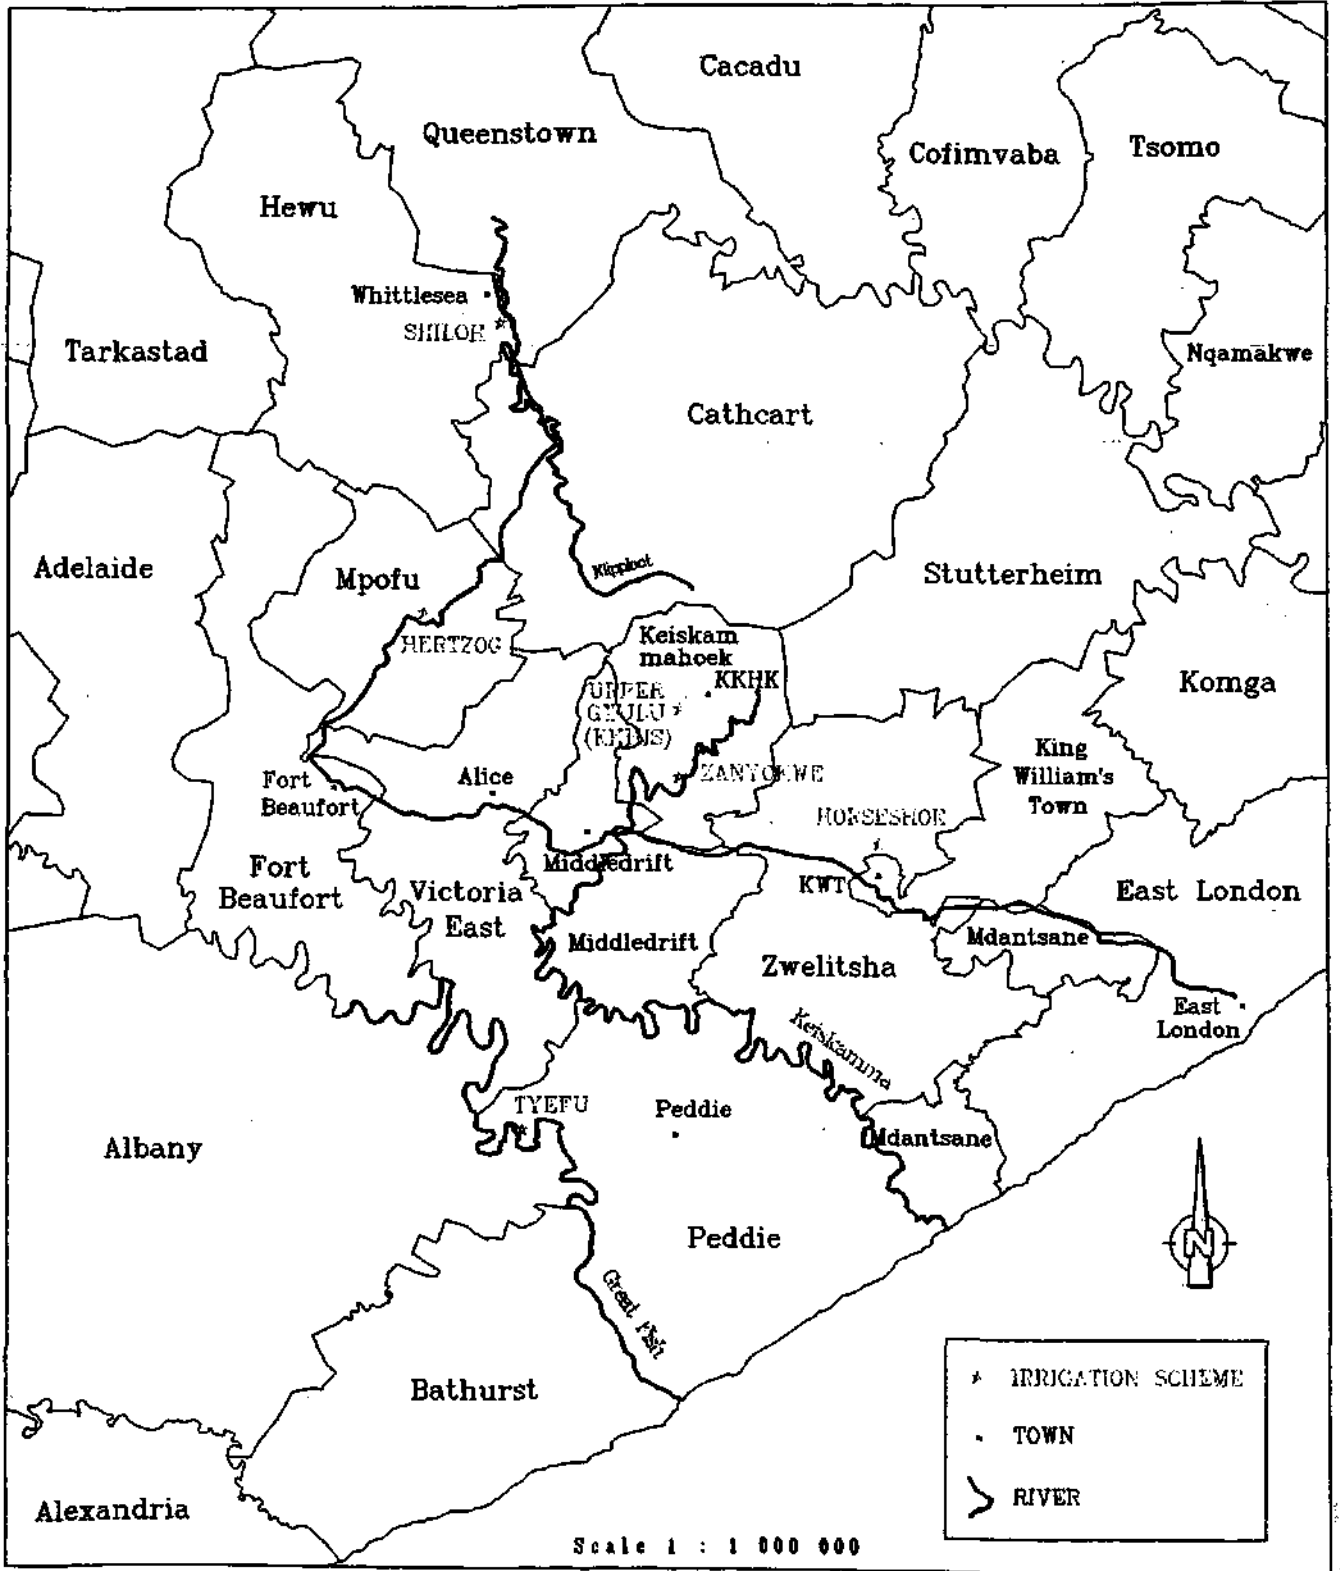 Cacadu
Queenstown
Cofimvaba
Tsomo
Hewu
Whittlesea
SHILOH
Tarkastad
Nqamakwe
Cathcart
Adelaide
Mpofu
Stutterheim
HERTZOG
Keiskam
mahoek
KKHK
UPPER
Komga
King
William's
Town
ZANYOKWE
Fort
Beaufort
Alice
HORSESHOE
Middledrift
KWT
Fort
Beaufort
Victoria
East
East London
Middledrift
Mdantsane
Zwelitsha
East
London
Keiskamma
TYEFU
Peddie
Mdantsane
Albany
Peddie
Great Fish
Bathurst
IRRIGATION SCHEME
TOWN
RIVER
Alexandria
Scale 1 : 1 000 000
N